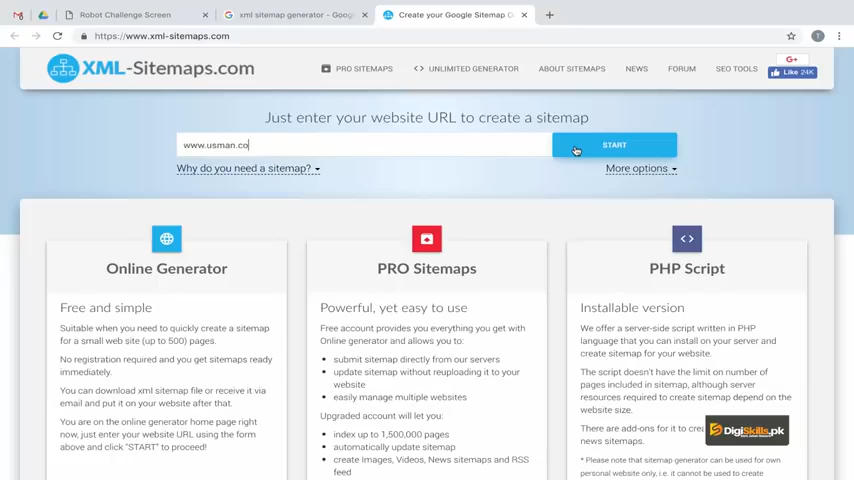 Robot Challenge Screen
xml sitemap generator - Goog
Create your Google Sitemap O
https://www.xml-sitemaps.com
T
XML-Sitemaps.com
PRO SITEMAPS
UNLIMITED GENERATOR
ABOUT SITEMAPS
NEWS
FORUM
SEO TOOLS
G+
Like 24K
Just enter your website URL to create a sitemap
www.usman.co
START
Why do you need a sitemap?
More options
Online Generator
Free and simple
Suitable when you need to quickly create a sitemap
for a small web site (up to 500) pages.
No registration required and you get sitemaps ready
immediately.
You can download xml sitemap file or receive it via
email and put it on your website after that.
You are on the online generator home page right
now, just enter your website URL using the form
above and click "START" to proceed!
PRO Sitemaps
Powerful, yet easy to use
Free account provides you everything you get with
Online generator and allows you to:
submit sitemap directly from our servers
update sitemap without reuploading it to your
website
easily manage multiple websites
Upgraded account will let you:
index up to 1,500,000 pages
automatically update sitemap
create Images, Videos, News sitemaps and RSS
feed
PHP Script
Installable version
We offer a server-side script written in PHP
language that you can install on your server and
create sitemap for your website.
The script doesn't have the limit on number of
pages included in sitemap, although server
resources required to create sitemap depend on the
website size.
There are add-ons for it to cre
news sitemaps.
* Please note that sitemap generator can be used for own
personal website only, i.e. it cannot be used to create
DigiSkills.pk